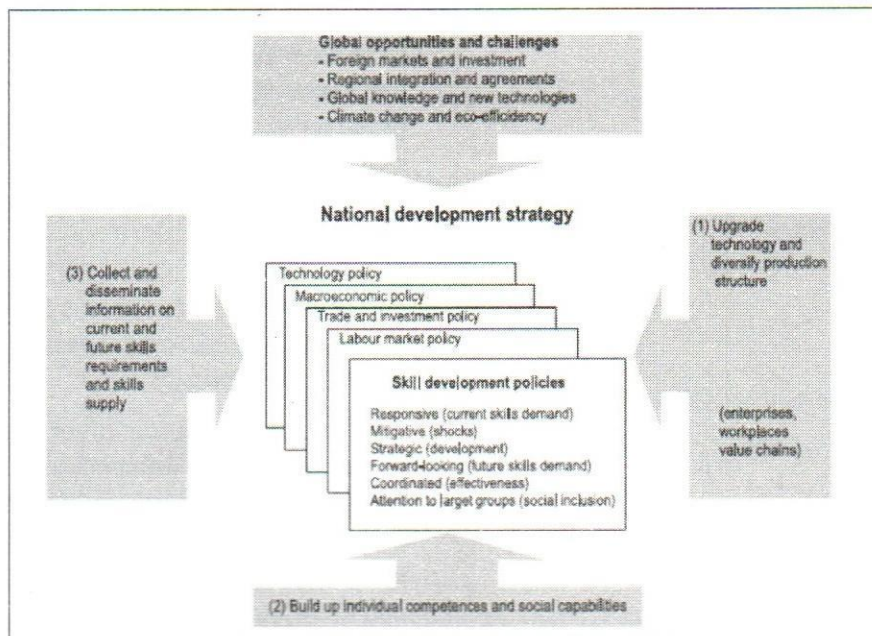 Global opportunities and challenges
- Foreign markets and investment
- Regional integration and agreements
- Global knowledge and new technologies
- Climate change and eco-efficidency
National development strategy
(3) Collect and
disseminate
information on
current and
future skills
requirements
and skills
supply
Technology policy
Macroeconomic policy
Trade and investment policy
Labour market policy
Skill development policies
Responsive (current skills demand)
Mitigative (shocks)
Strategic (development)
Forward-looking (future skills demand)
Coordinated (effectiveness)
Attention to target groups (social inclusion)
(1) Upgrade
technology and
diversify production
structure
(enterprises,
workplaces
value chains)
(2) Build up individual competences and social capabilities